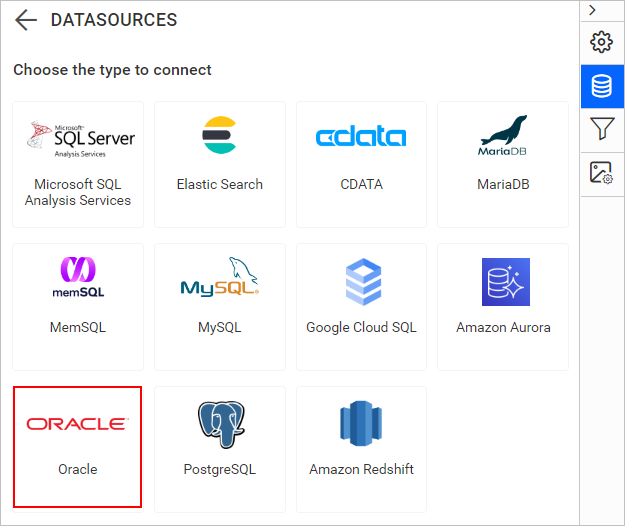 DATASOURCES
Choose the type to connect
Microsoft
SQL Server
Analysis Services
Microsoft SQL
Analysis Services
Elastic Search
cdata
CDATA
MariaDB
MariaDB
memSQL
MemSQL
MySQL
MySQL
Google Cloud SQL
Amazon Aurora
ORACLE
Oracle
PostgreSQL
Amazon Redshift